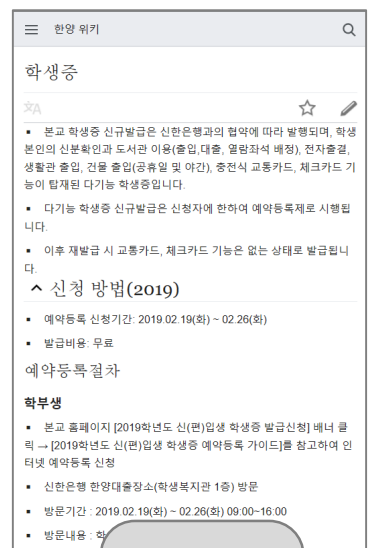 한양 위키
학생증
文A
▪ 본교 학생증 신규발급은 신한은행과의 협약에 따라 발행되며, 학생
본인의 신분확인과 도서관 이용(출입,대출, 열람좌석 배정), 전자출결,
생활관 출입, 건물 출입(공휴일 및 야간), 충전식 교통카드, 체크카드 기
능이 탑재된 다기능 학생증입니다.
▪ 다기능 학생증 신규발급은 신청자에 한하여 예약등록제로 시행됩
니다.
▪ 이후 재발급 시 교통카드, 체크카드 기능은 없는 상태로 발급됩니
다.
신청 방법(2019)
▪ 예약등록 신청기간: 2019.02.19(화) ~ 02.26(화)
▪ 발급비용: 무료
예약등록절차
학부생
▪ 본교 홈페이지 [2019학년도 신(편)입생 학생증 발급신청] 배너 클
릭 → [2019학년도 신(편)입생 학생증 예약등록 가이드]를 참고하여 인
터넷 예약등록 신청
▪ 신한은행 한양대출장소(학생복지관 1층) 방문
▪ 방문기간 : 2019.02.19(화) ~ 02.26(화) 09:00~16:00
▪ 방문내용 : 학